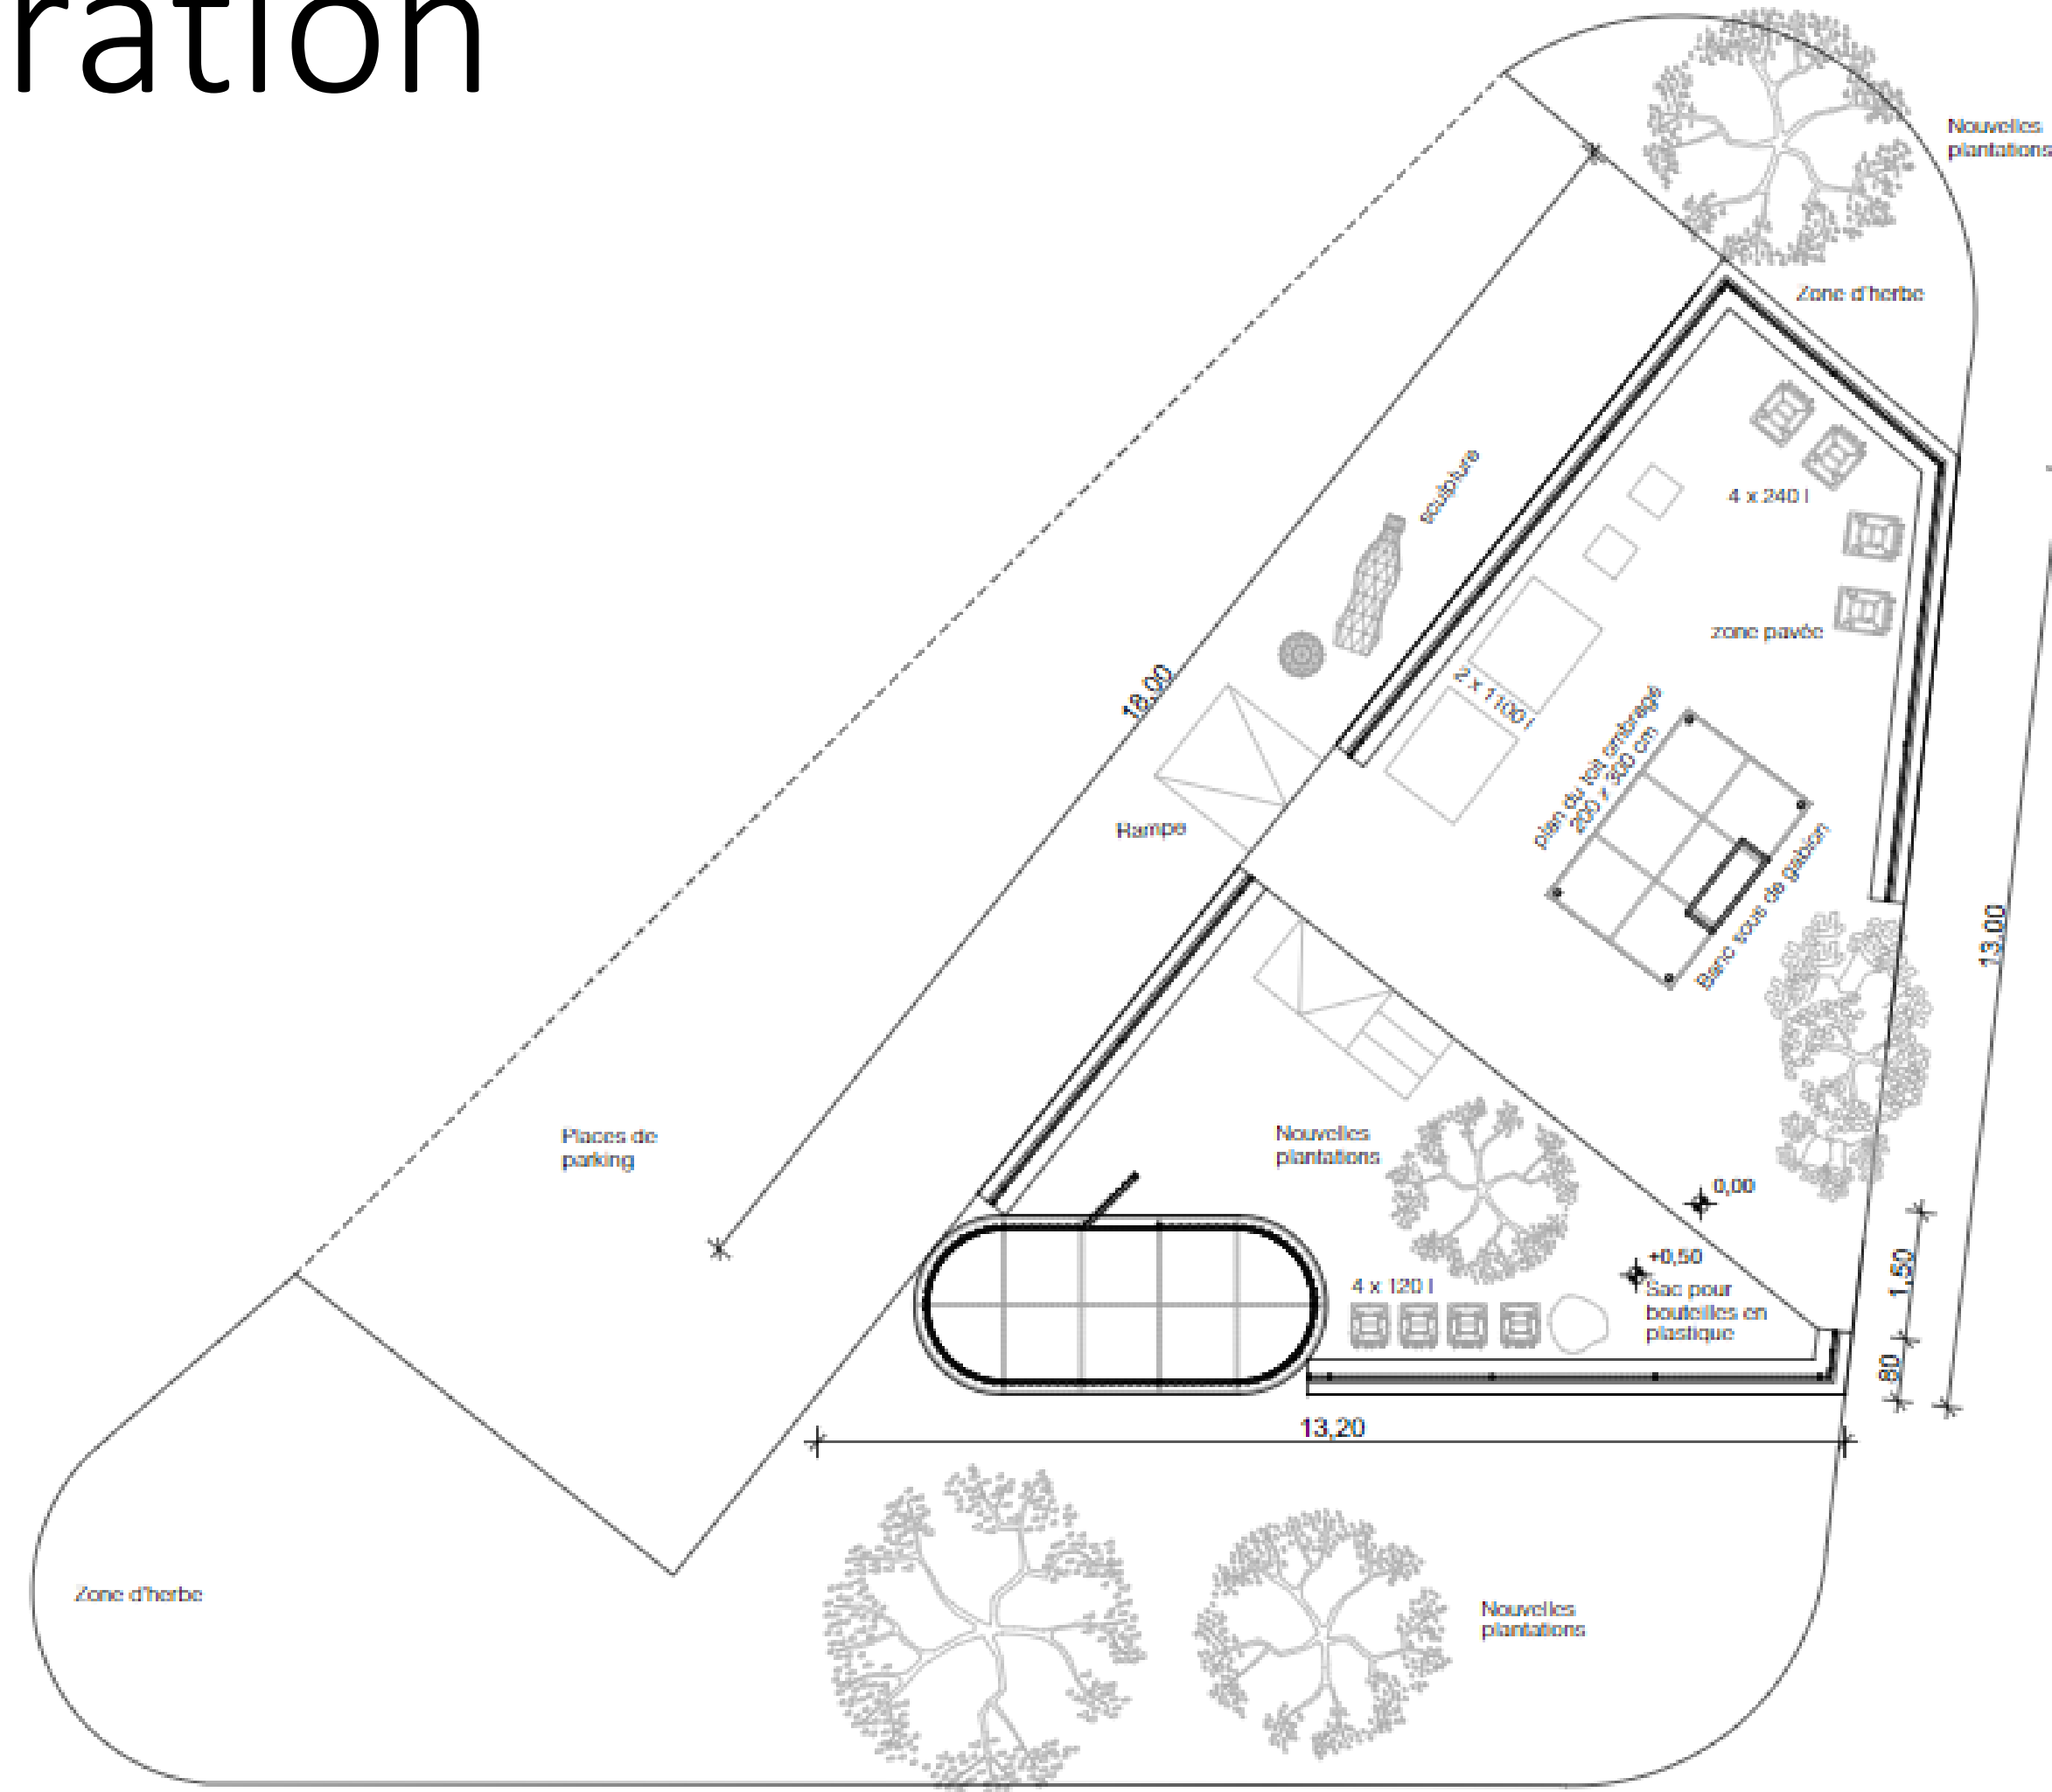 ration
Nouvelles
plantations
Zone d'herbe
sculpture
4 x 240 l
zone pavée
2 x 1100 l
18,00
plan du toit ombragé
200 x 300 cm
Rampe
Banc sous de gabion
13,00
Places de
parking
Nouvelles
plantations
0,00
+0,50
Sac pour
bouteilles en
plastique
4 x 120 l
1,50
80
13,20
Zone d'herbe
Nouvelles
plantations